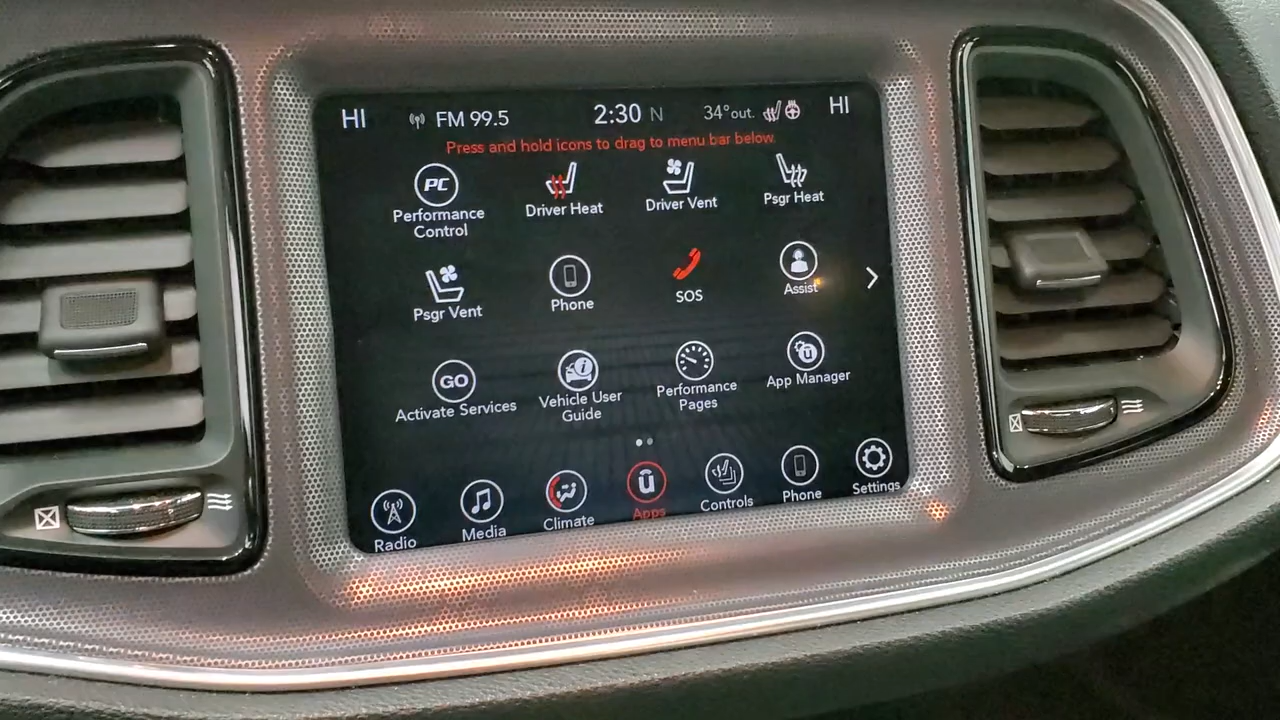 HI FM 99.5 2:30 N 34°out. HI
Press and hold icons to drag to menu bar below.
PC
Performance
Control
Driver Heat
Driver Vent
Psgr Heat
Psgr Vent
Phone
SOS
Assist
GO
Activate Services
Vehicle User
Guide
Performance
Pages
App Manager
Radio
Media
Climate
Apps
Controls
Phone
Settings